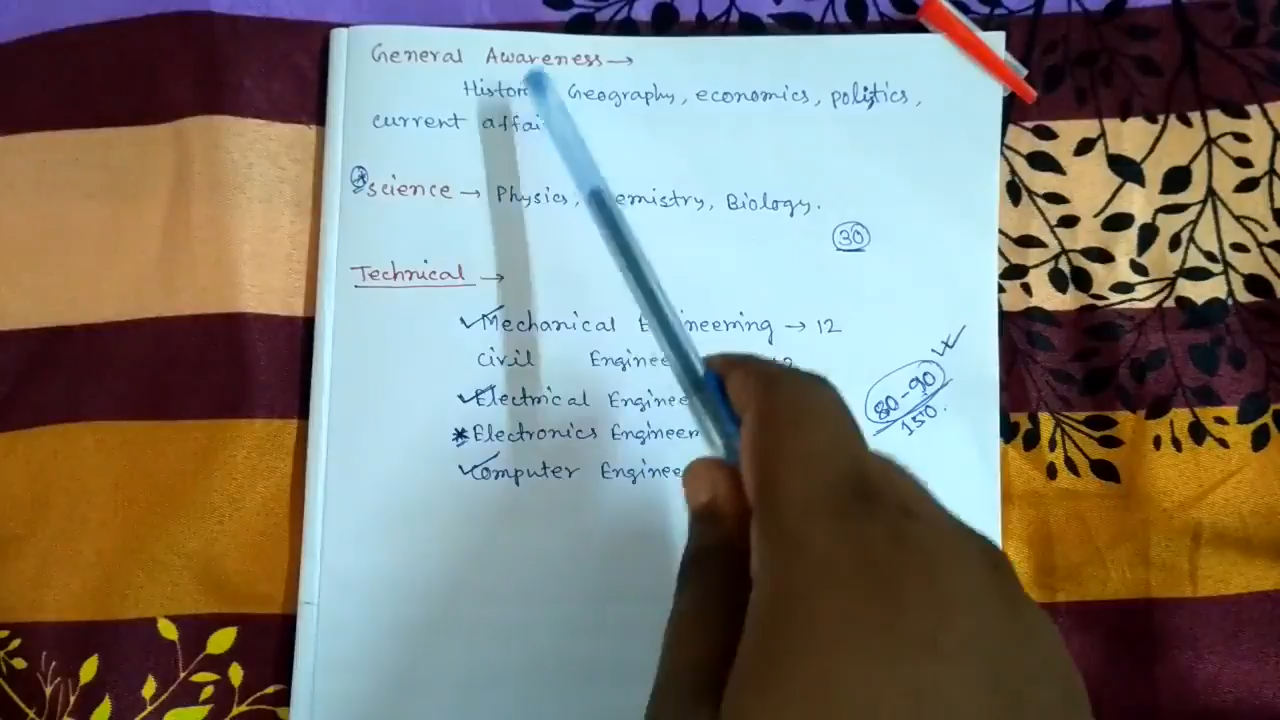 General Awareness →
Geography, economics, politics,
current
science → Physics, Biology.
30
Technical →
Mechanical → 12
civil
Electrical
Electronics
Computer
80-90
150.